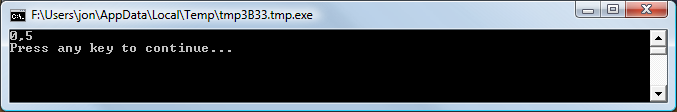 F:\Users\jon\AppData\Local\Temp\tmp3B33.tmp.exe
0,5
Press any key to continue...